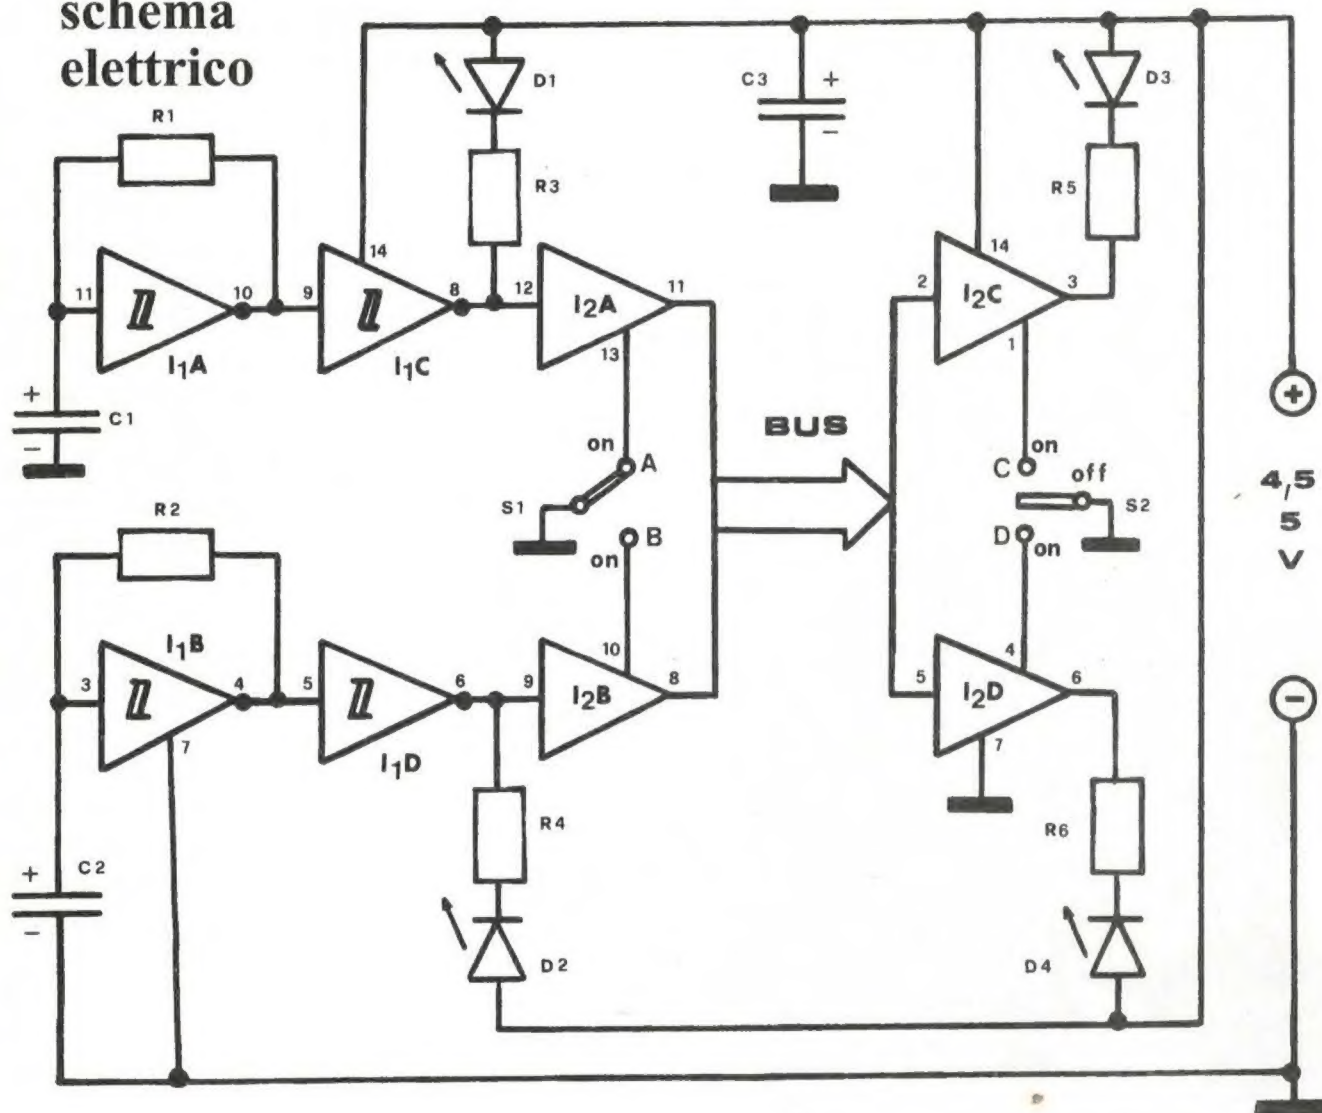 schema
elettrico
R1
11
10
I1A
+
C1
−
9
14
8
I1C
D1
R3
12
I2A
11
13
on
A
S1
B
on
C3
+
−
BUS
D3
R5
2
14
I2C
3
1
on
C
off
S2
D
on
+
4,5
5
V
−
R2
I1B
3
4
7
C2
+
−
5
6
I1D
9
10
I2B
8
R4
D2
5
4
I2D
6
7
R6
D4